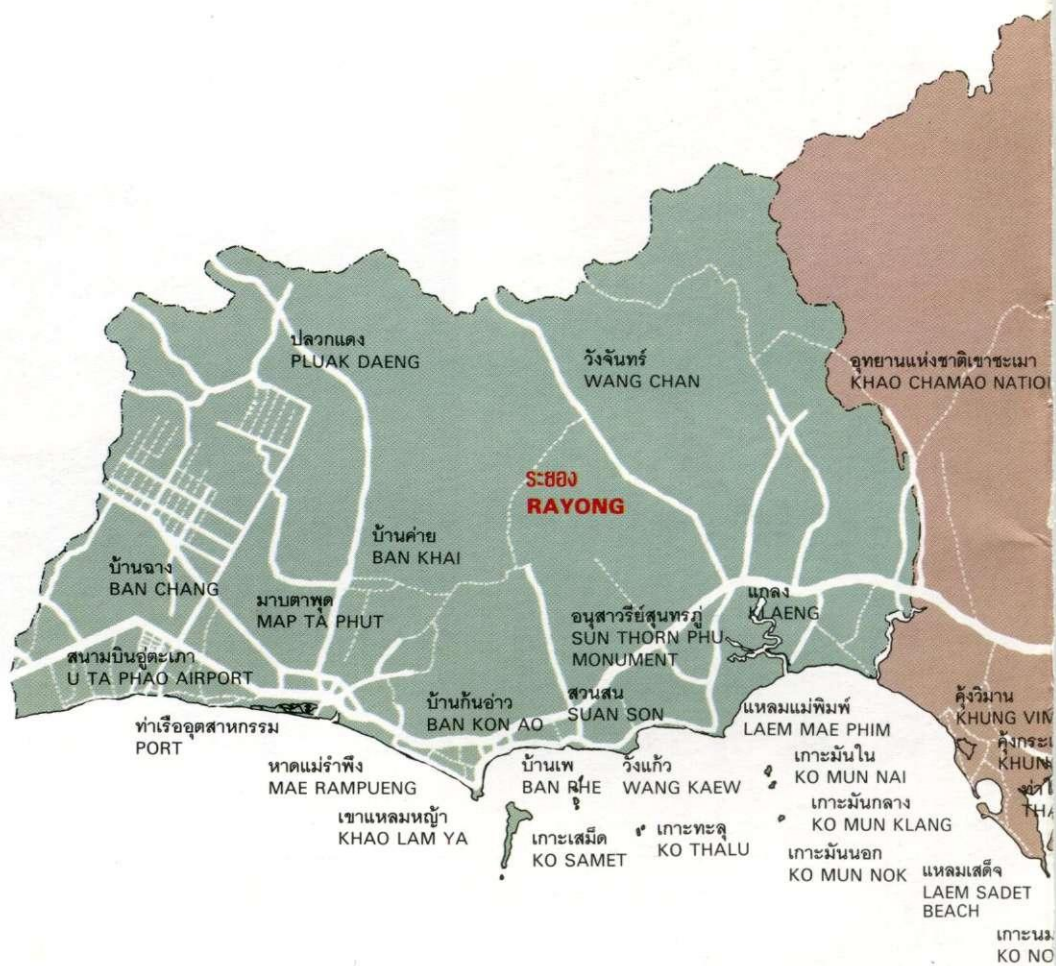 ปลวกแดง
PLUAK DAENG
วังจันทร์
WANG CHAN
อุทยานแห่งชาติเขาชะเมา
KHAO CHAMAO
ระยอง
RAYONG
บ้านค่าย
BAN KHAI
บ้านฉาง
BAN CHANG
มาบตาพุด
MAP TA PHUT
อนุสาวรีย์สุนทรภู่
SUN THORN PHU
MONUMENT
แกลง
KLAENG
สนามบินอู่ตะเภา
U TA PHAO AIRPORT
บ้านก้นอ่าว
BAN KON AO
สวนสน
SUAN SON
แหลมแม่พิมพ์
LAEM MAE PHIM
คุ้งวิมาน
KHUNG
ท่าเรืออุตสาหกรรม
PORT
หาดแม่รำพึง
MAE RAMPUENG
บ้านเพ
BAN PHE
วังแก้ว
WANG KAEW
เกาะมันใน
KO MUN NAI
เขาแหลมหญ้า
KHAO LAM YA
เกาะเสม็ด
KO SAMET
เกาะทะลุ
KO THALU
เกาะมันกลาง
KO MUN KLANG
เกาะมันนอก
KO MUN NOK
แหลมเสด็จ
LAEM SADET
BEACH
KO